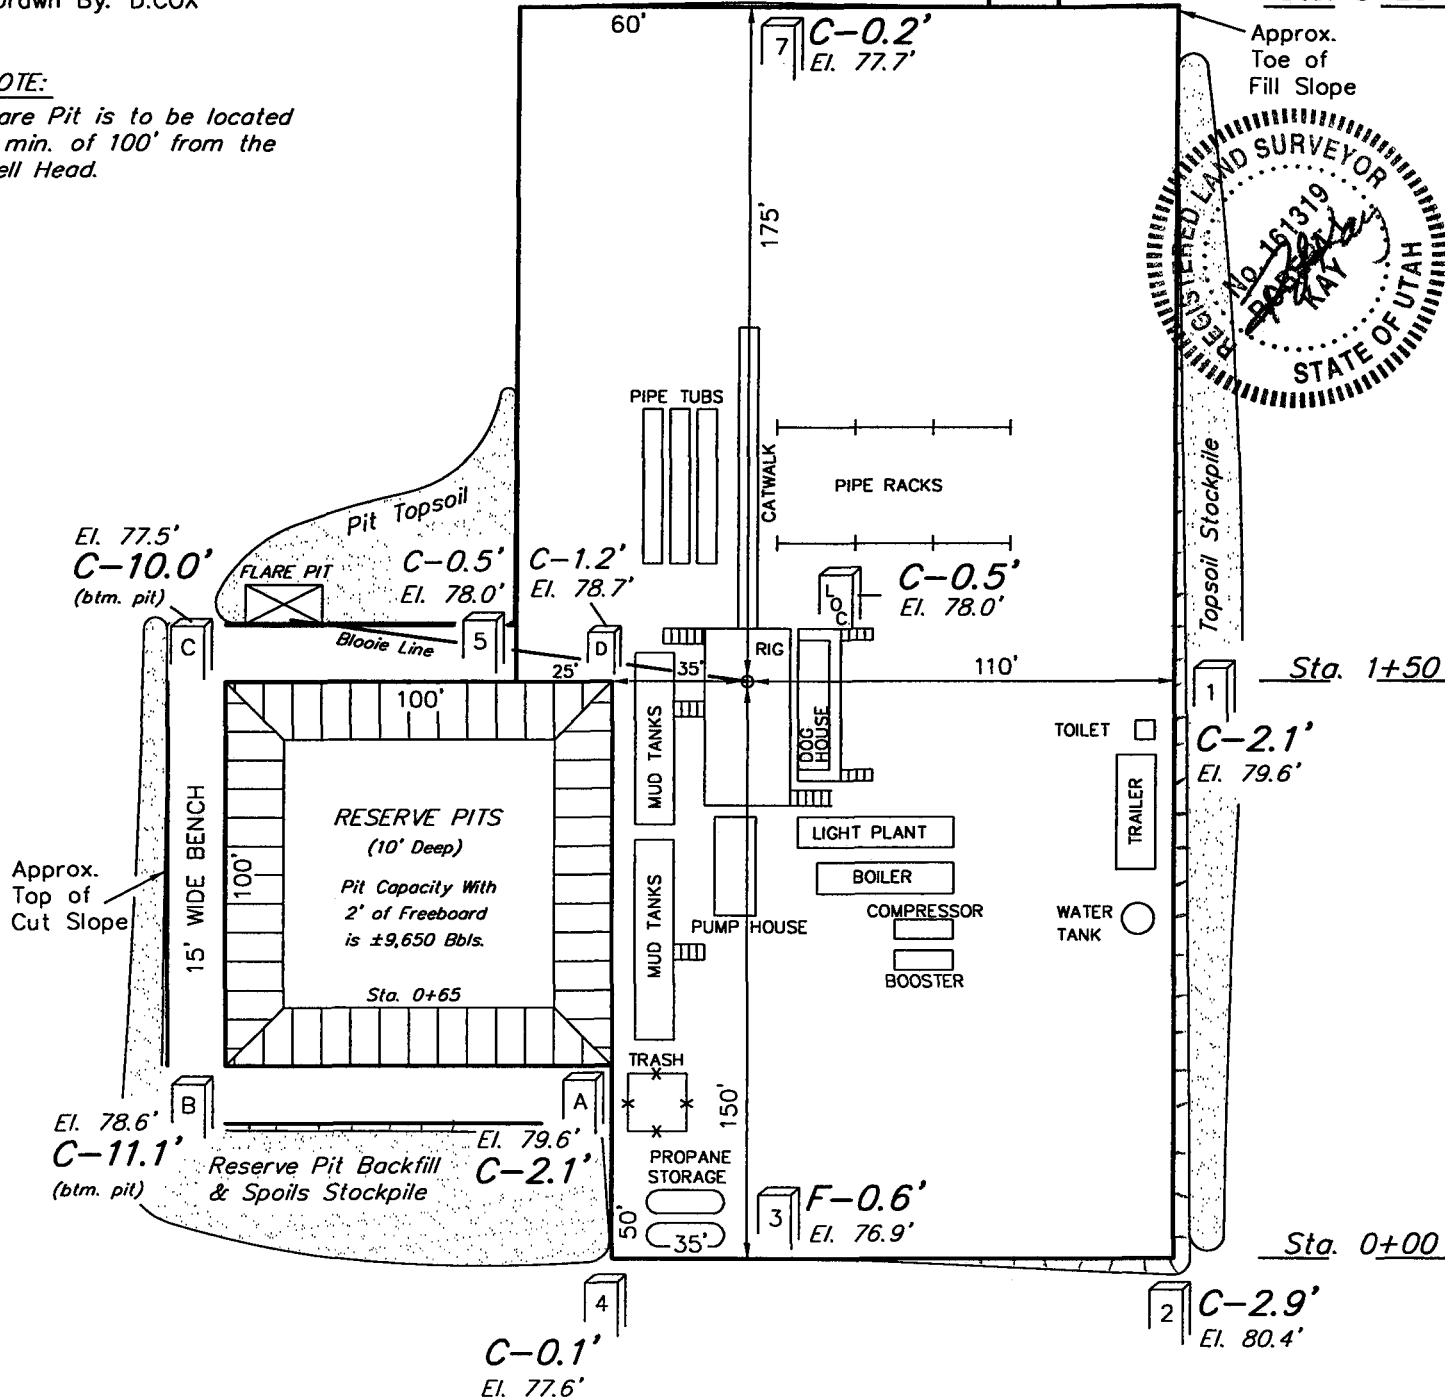 Drawn By: D.COX
60'
7
C-0.2'
El. 77.7'
Approx.
Toe of
Fill Slope
OTE:
are Pit is to be located
min. of 100' from the
ell Head.
REGISTERED LAND SURVEYOR
No. 161319
ROBERT
KAY
STATE OF UTAH
175'
PIPE TUBS
CATWALK
PIPE RACKS
Topsoil Stockpile
Pit Topsoil
El. 77.5'
C-10.0'
(btm. pit)
FLARE PIT
C-0.5'
El. 78.0'
C-1.2'
El. 78.7'
LOC.
C-0.5'
El. 78.0'
C
Blooie Line
5
D
RIG
25'
35'
110'
1
Sta. 1+50
100'
C-2.1'
El. 79.6'
TOILET
DOG
HOUSE
MUD TANKS
TRAILER
15' WIDE BENCH
100'
RESERVE PITS
(10' Deep)
Pit Capacity With
2' of Freeboard
is ±9,650 Bbls.
Sta. 0+65
Approx.
Top of
Cut Slope
LIGHT PLANT
BOILER
COMPRESSOR
BOOSTER
PUMP HOUSE
MUD TANKS
WATER
TANK
TRASH
150'
B
A
El. 78.6'
C-11.1'
(btm. pit)
El. 79.6'
C-2.1'
Reserve Pit Backfill
& Spoils Stockpile
PROPANE
STORAGE
50'
35'
3
F-0.6'
El. 76.9'
Sta. 0+00
4
C-0.1'
El. 77.6'
2
C-2.9'
El. 80.4'